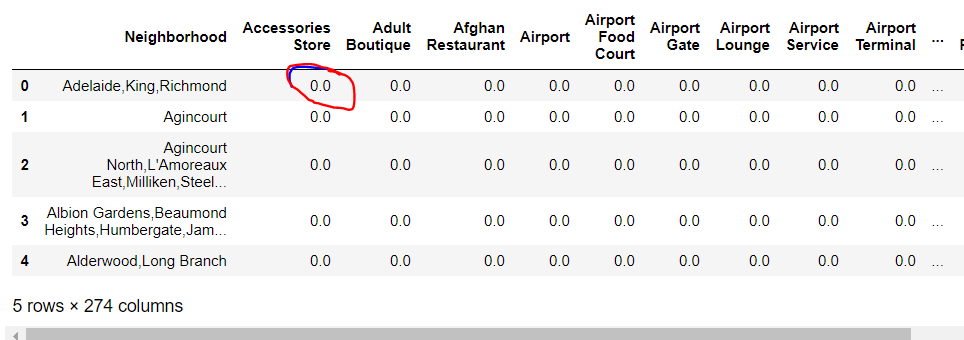 Neighborhood Accessories Store Adult Boutique Afghan Restaurant Airport Airport Food Court Airport Gate Airport Lounge Airport Service Airport Terminal ...
0 Adelaide,King,Richmond 0.0 0.0 0.0 0.0 0.0 0.0 0.0 0.0 0.0 ...
1 Agincourt 0.0 0.0 0.0 0.0 0.0 0.0 0.0 0.0 0.0 ...
2 Agincourt North,L'Amoreaux East,Milliken,Steel... 0.0 0.0 0.0 0.0 0.0 0.0 0.0 0.0 0.0 ...
3 Albion Gardens,Beaumond Heights,Humbergate,Jam... 0.0 0.0 0.0 0.0 0.0 0.0 0.0 0.0 0.0 ...
4 Alderwood,Long Branch 0.0 0.0 0.0 0.0 0.0 0.0 0.0 0.0 0.0 ...
5 rows × 274 columns